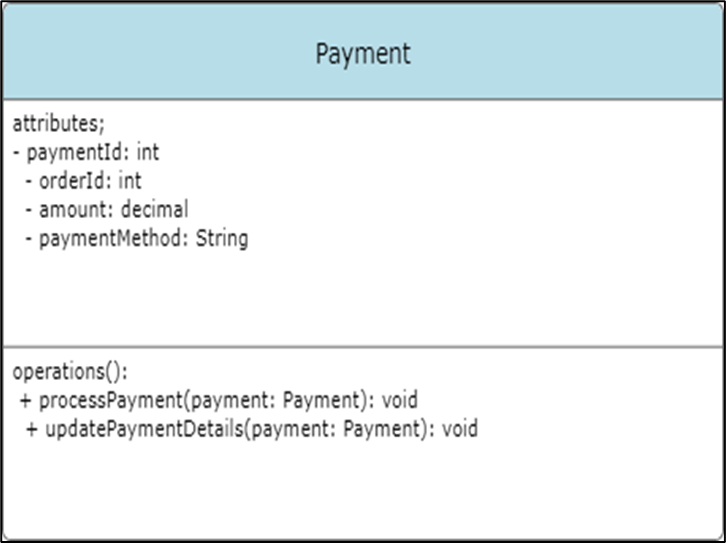 Payment
attributes;
- paymentId: int
- orderId: int
- amount: decimal
- paymentMethod: String
operations():
+ processPayment(payment: Payment): void
+ updatePaymentDetails(payment: Payment): void